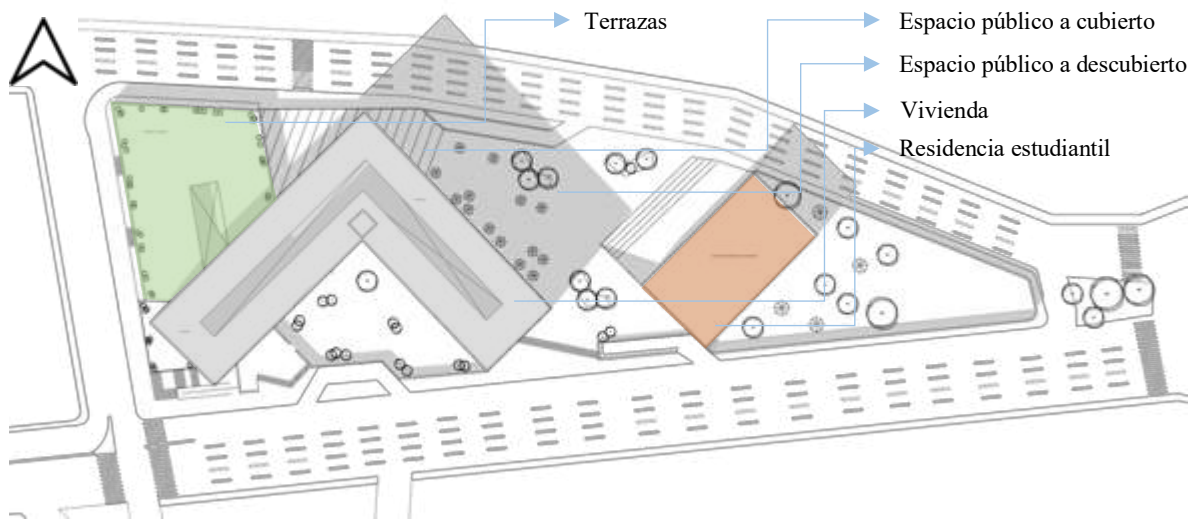 Terrazas
Espacio público a cubierto
Espacio público a descubierto
Vivienda
Residencia estudiantil